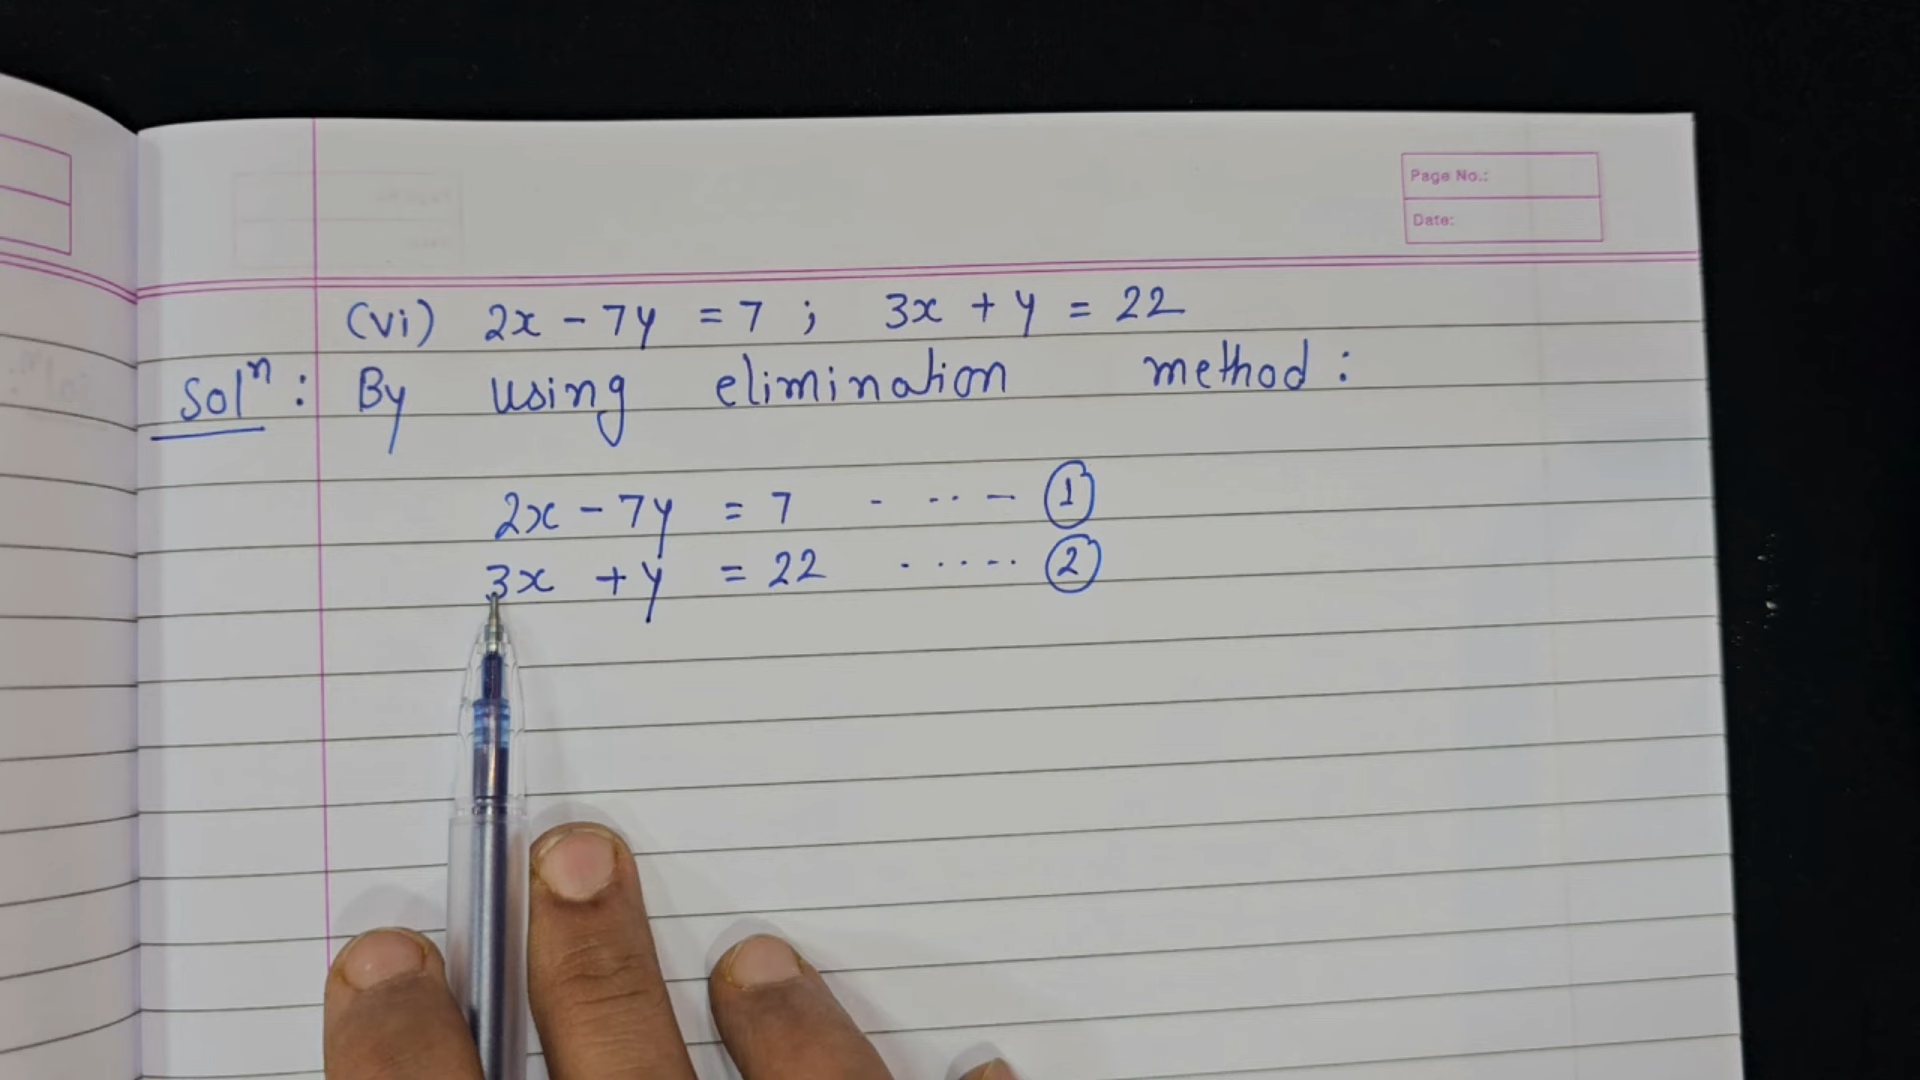 Page No.:
Date:
(vi) 2x - 7y = 7 ; 3x + y = 22
Solⁿ : By using elimination method :
2x - 7y = 7 - ··· - ①
3x + y = 22 ····· ②